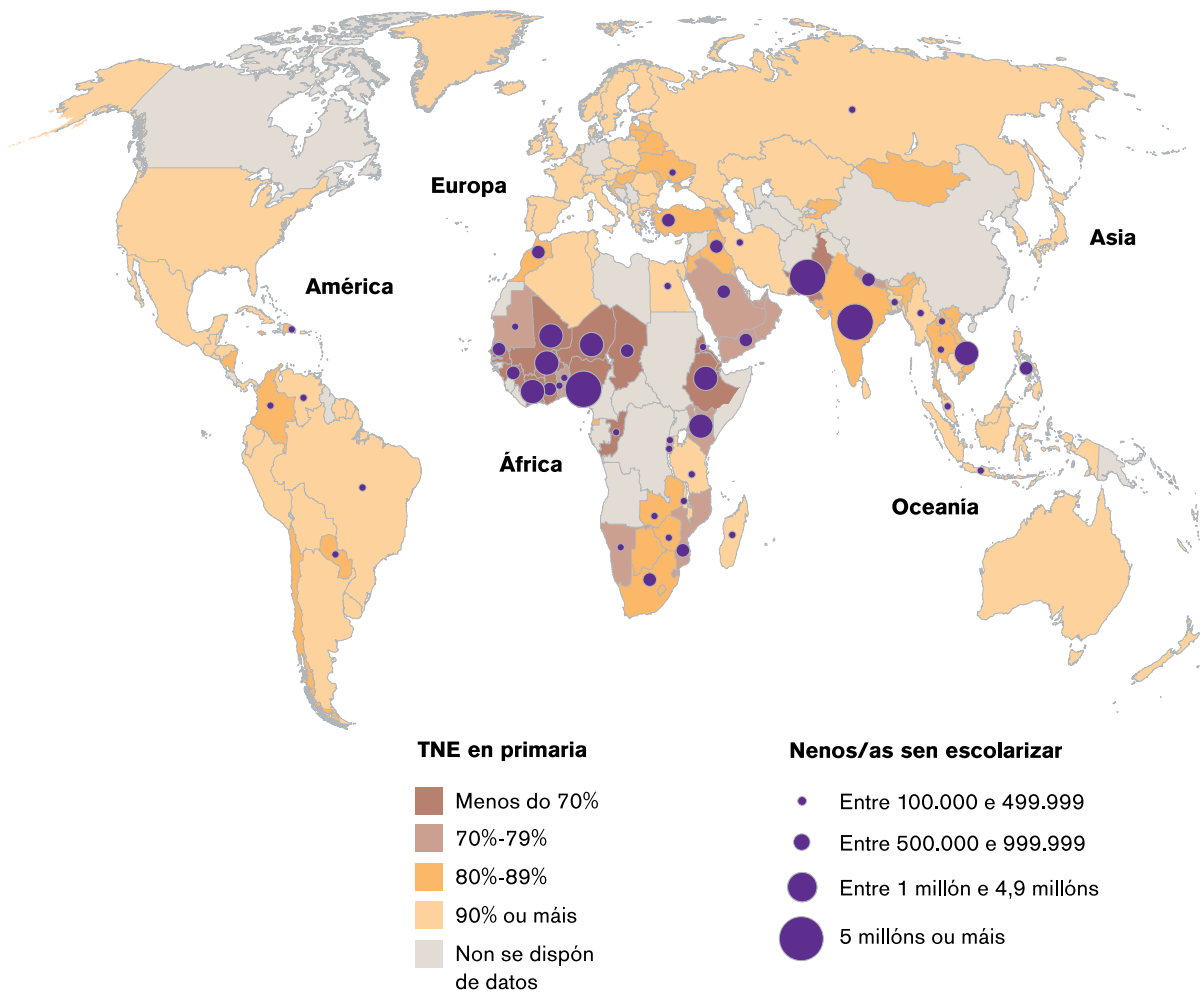 Europa
Asia
América
África
Oceanía
TNE en primaria
Menos do 70%
70%-79%
80%-89%
90% ou máis
Non se dispón
de datos
Nenos/as sen escolarizar
Entre 100.000 e 499.999
Entre 500.000 e 999.999
Entre 1 millón e 4,9 millóns
5 millóns ou máis